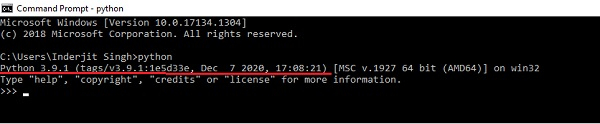 Command Prompt - python
Microsoft Windows [Version 10.0.17134.1304]
(c) 2018 Microsoft Corporation. All rights reserved.
C:\Users\Inderjit Singh>python
Python 3.9.1 (tags/v3.9.1:1e5d33e, Dec  7 2020, 17:08:21) [MSC v.1927 64 bit (AMD64)] on win32
Type "help", "copyright", "credits" or "license" for more information.
>>>